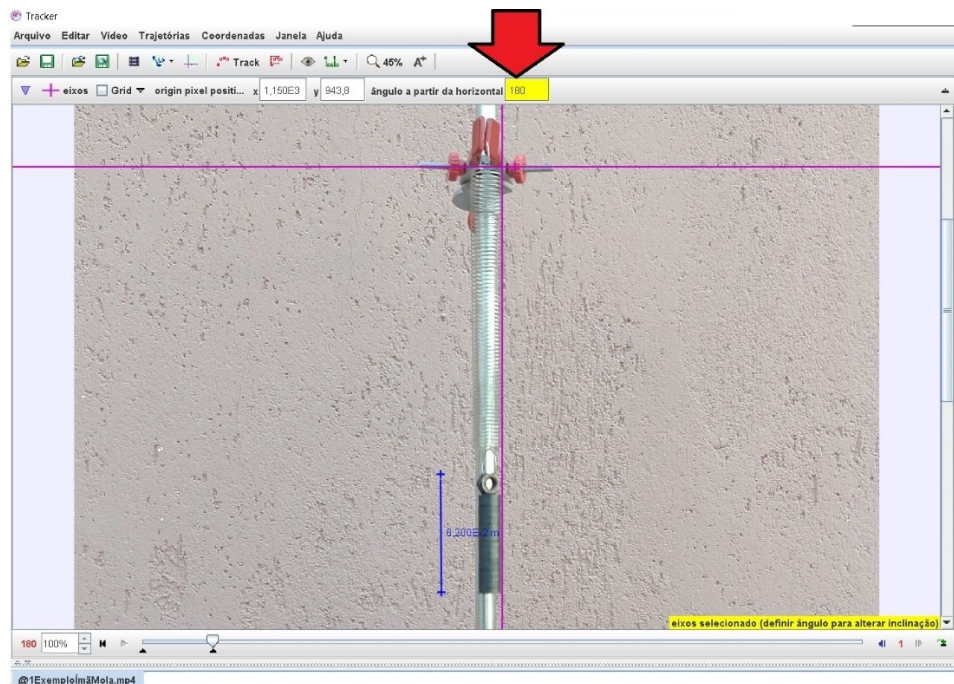 Tracker
Arquivo Editar Vídeo Trajetórias Coordenadas Janela Ajuda
Track 45% A+
eixos Grid origin pixel positi... x 1,150E3 y 943,8 ângulo a partir da horizontal 180
6,200E-2 m
eixos selecionado (definir ângulo para alterar inclinação)
180 100% 1
@1ExemploÍmãMola.mp4